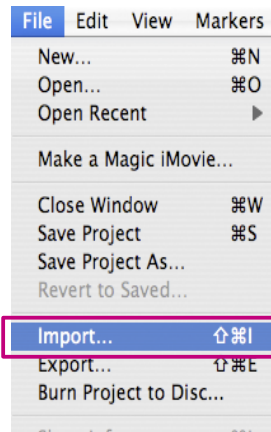 File Edit View Markers
New... ⌘N
Open... ⌘O
Open Recent ▶
Make a Magic iMovie...
Close Window ⌘W
Save Project ⌘S
Save Project As...
Revert to Saved...
Import... ⇧⌘I
Export... ⇧⌘E
Burn Project to Disc...